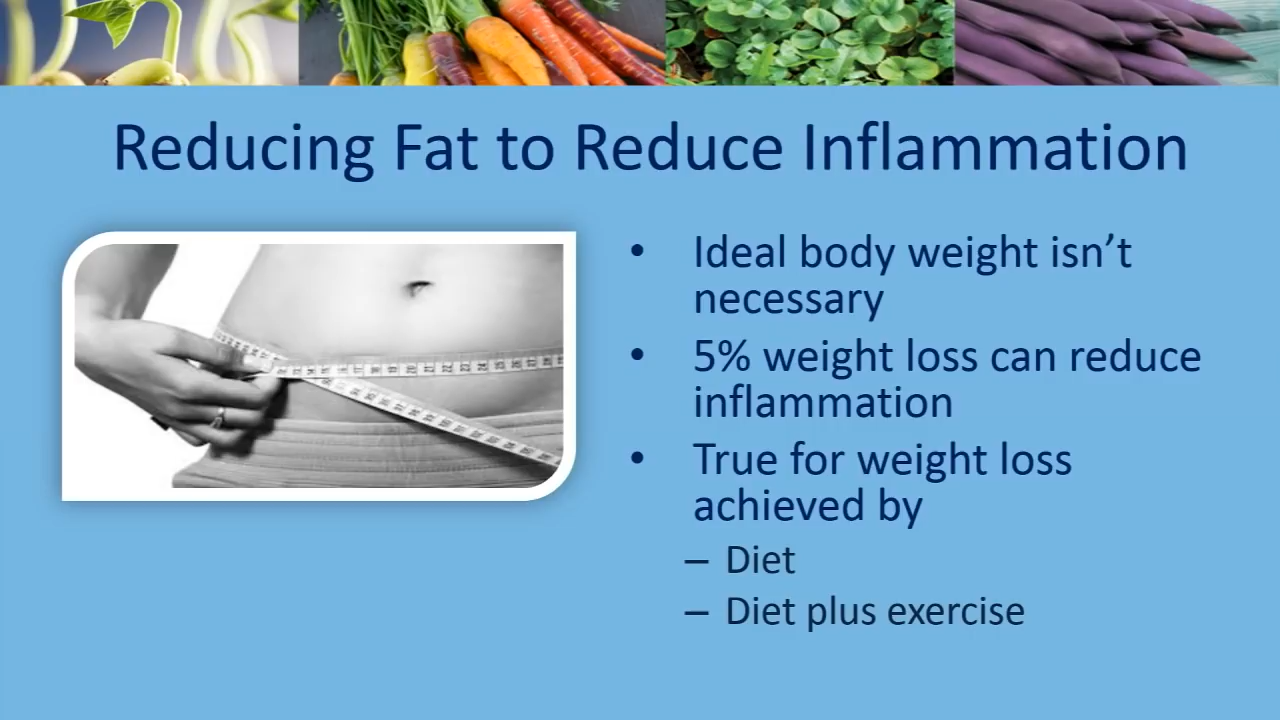 Reducing Fat to Reduce Inflammation
• Ideal body weight isn’t
necessary
• 5% weight loss can reduce
inflammation
• True for weight loss
achieved by
– Diet
– Diet plus exercise